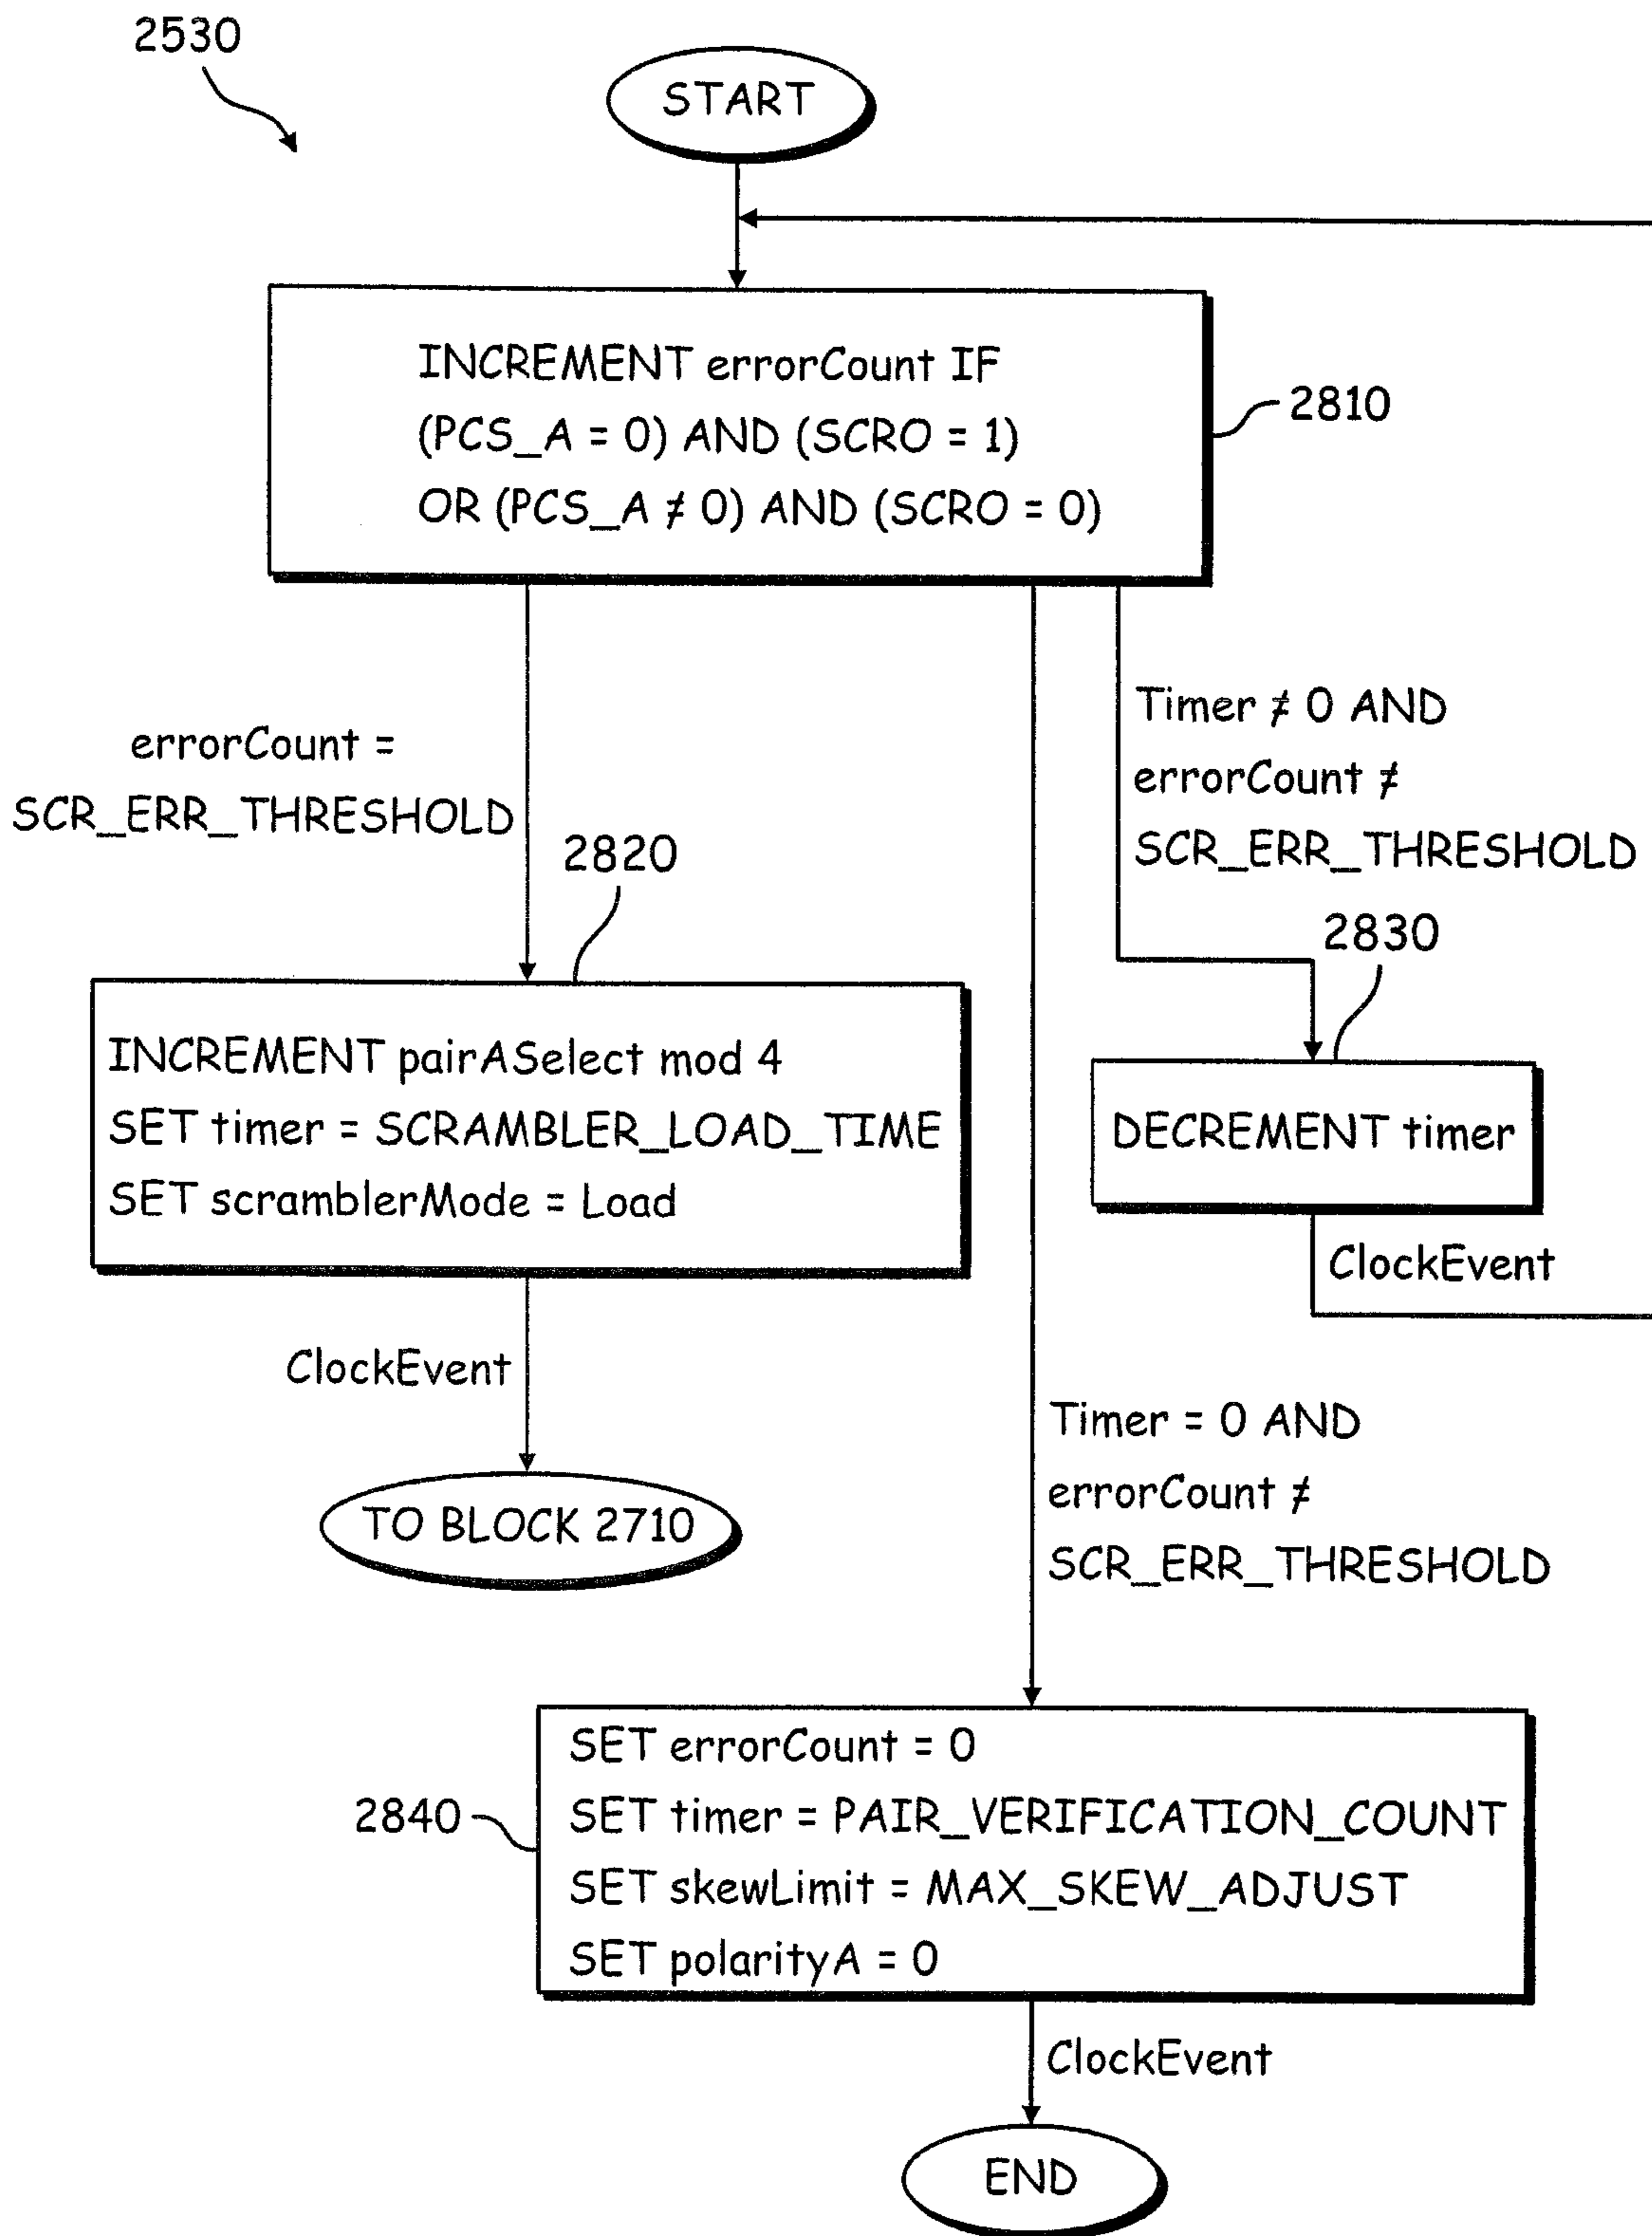 2530
START
INCREMENT errorCount IF
(PCS_A = 0) AND (SCRO = 1)
OR (PCS_A ≠ 0) AND (SCRO = 0)
2810
errorCount =
SCR_ERR_THRESHOLD
Timer ≠ 0 AND
errorCount ≠
SCR_ERR_THRESHOLD
2820
INCREMENT pairASelect mod 4
SET timer = SCRAMBLER_LOAD_TIME
SET scramblerMode = Load
2830
DECREMENT timer
ClockEvent
ClockEvent
TO BLOCK 2710
Timer = 0 AND
errorCount ≠
SCR_ERR_THRESHOLD
2840
SET errorCount = 0
SET timer = PAIR_VERIFICATION_COUNT
SET skewLimit = MAX_SKEW_ADJUST
SET polarityA = 0
ClockEvent
END